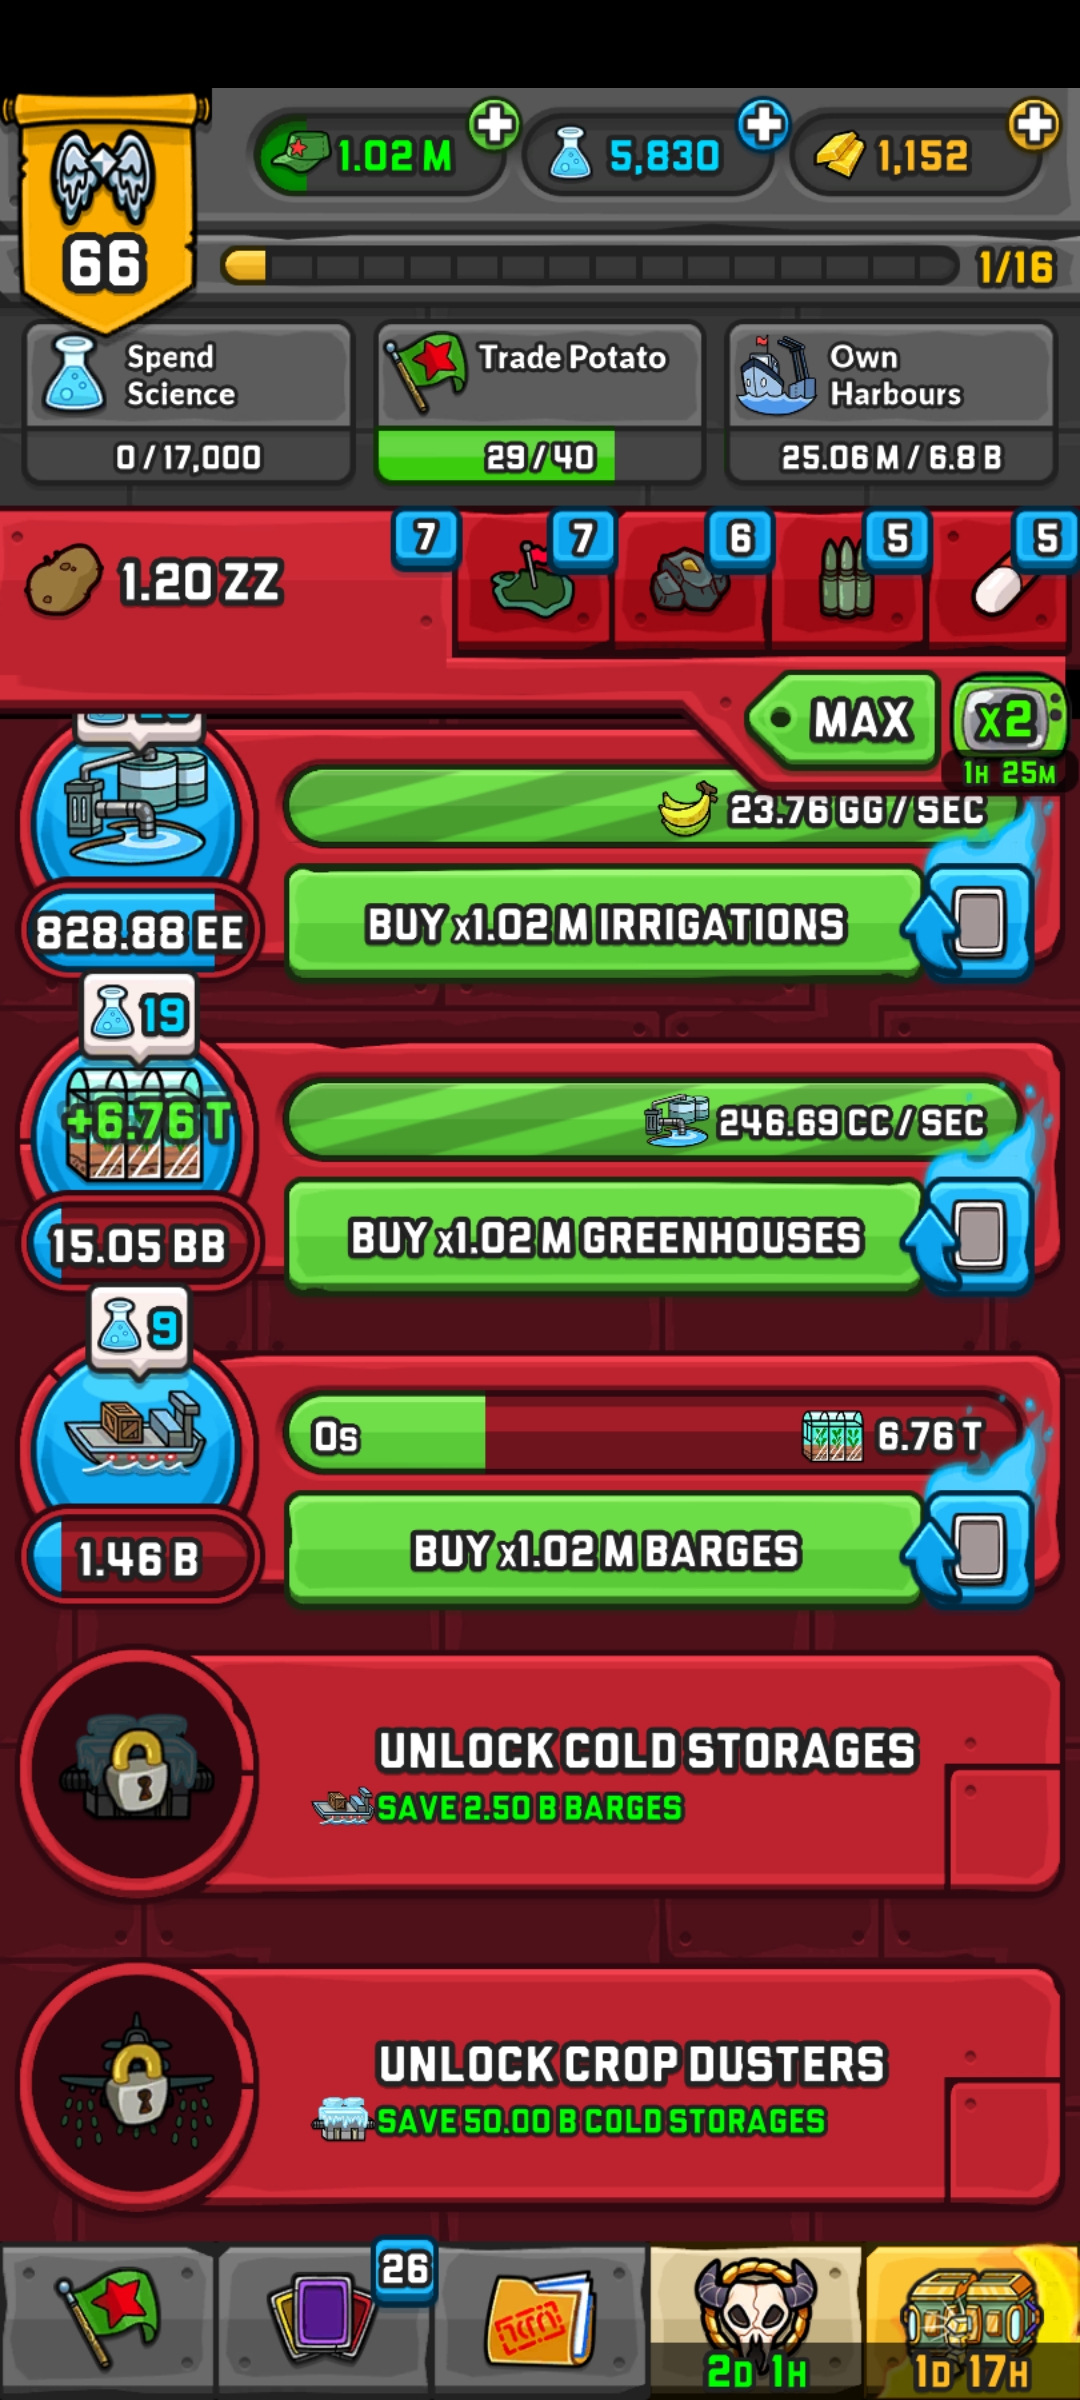 1.02 M
5,830
1,152
66
1/16
Spend
Science
0/17,000
Trade Potato
29/40
Own
Harbours
25.06 M / 6.8 B
1.20 ZZ
7
7
6
5
5
MAX
x2
1H 25M
23.76 GG / SEC
BUY x1.02 M IRRIGATIONS
828.88 EE
19
+6.76 T
246.69 CC / SEC
15.05 BB
BUY x1.02 M GREENHOUSES
9
0s
6.76 T
1.46 B
BUY x1.02 M BARGES
UNLOCK COLD STORAGES
SAVE 2.50 B BARGES
UNLOCK CROP DUSTERS
SAVE 50.00 B COLD STORAGES
26
2D 1H
1D 17H